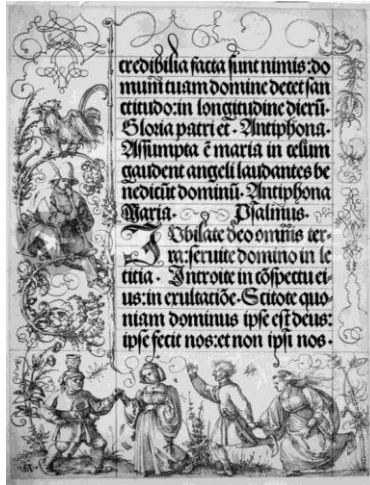 credibilia facta sunt nimis: do
mum̄ tuam domine decet san
ctitudo: in longitudine dierū.
Gloria patri et. Antiphona.
Assumpta ē maria in celum
gaudent angeli laudantes be
nedicūt dominū. Antiphona
Maria. Psalmus.
IVbilate deo omnis ter⸗
ra: seruite domino in le
titia. Introite in cōspectu ei⸗
us: in exultatiōe. Scitote quo⸗
niam dominus ipse est deus:
ipse fecit nos: et non ipsi nos.